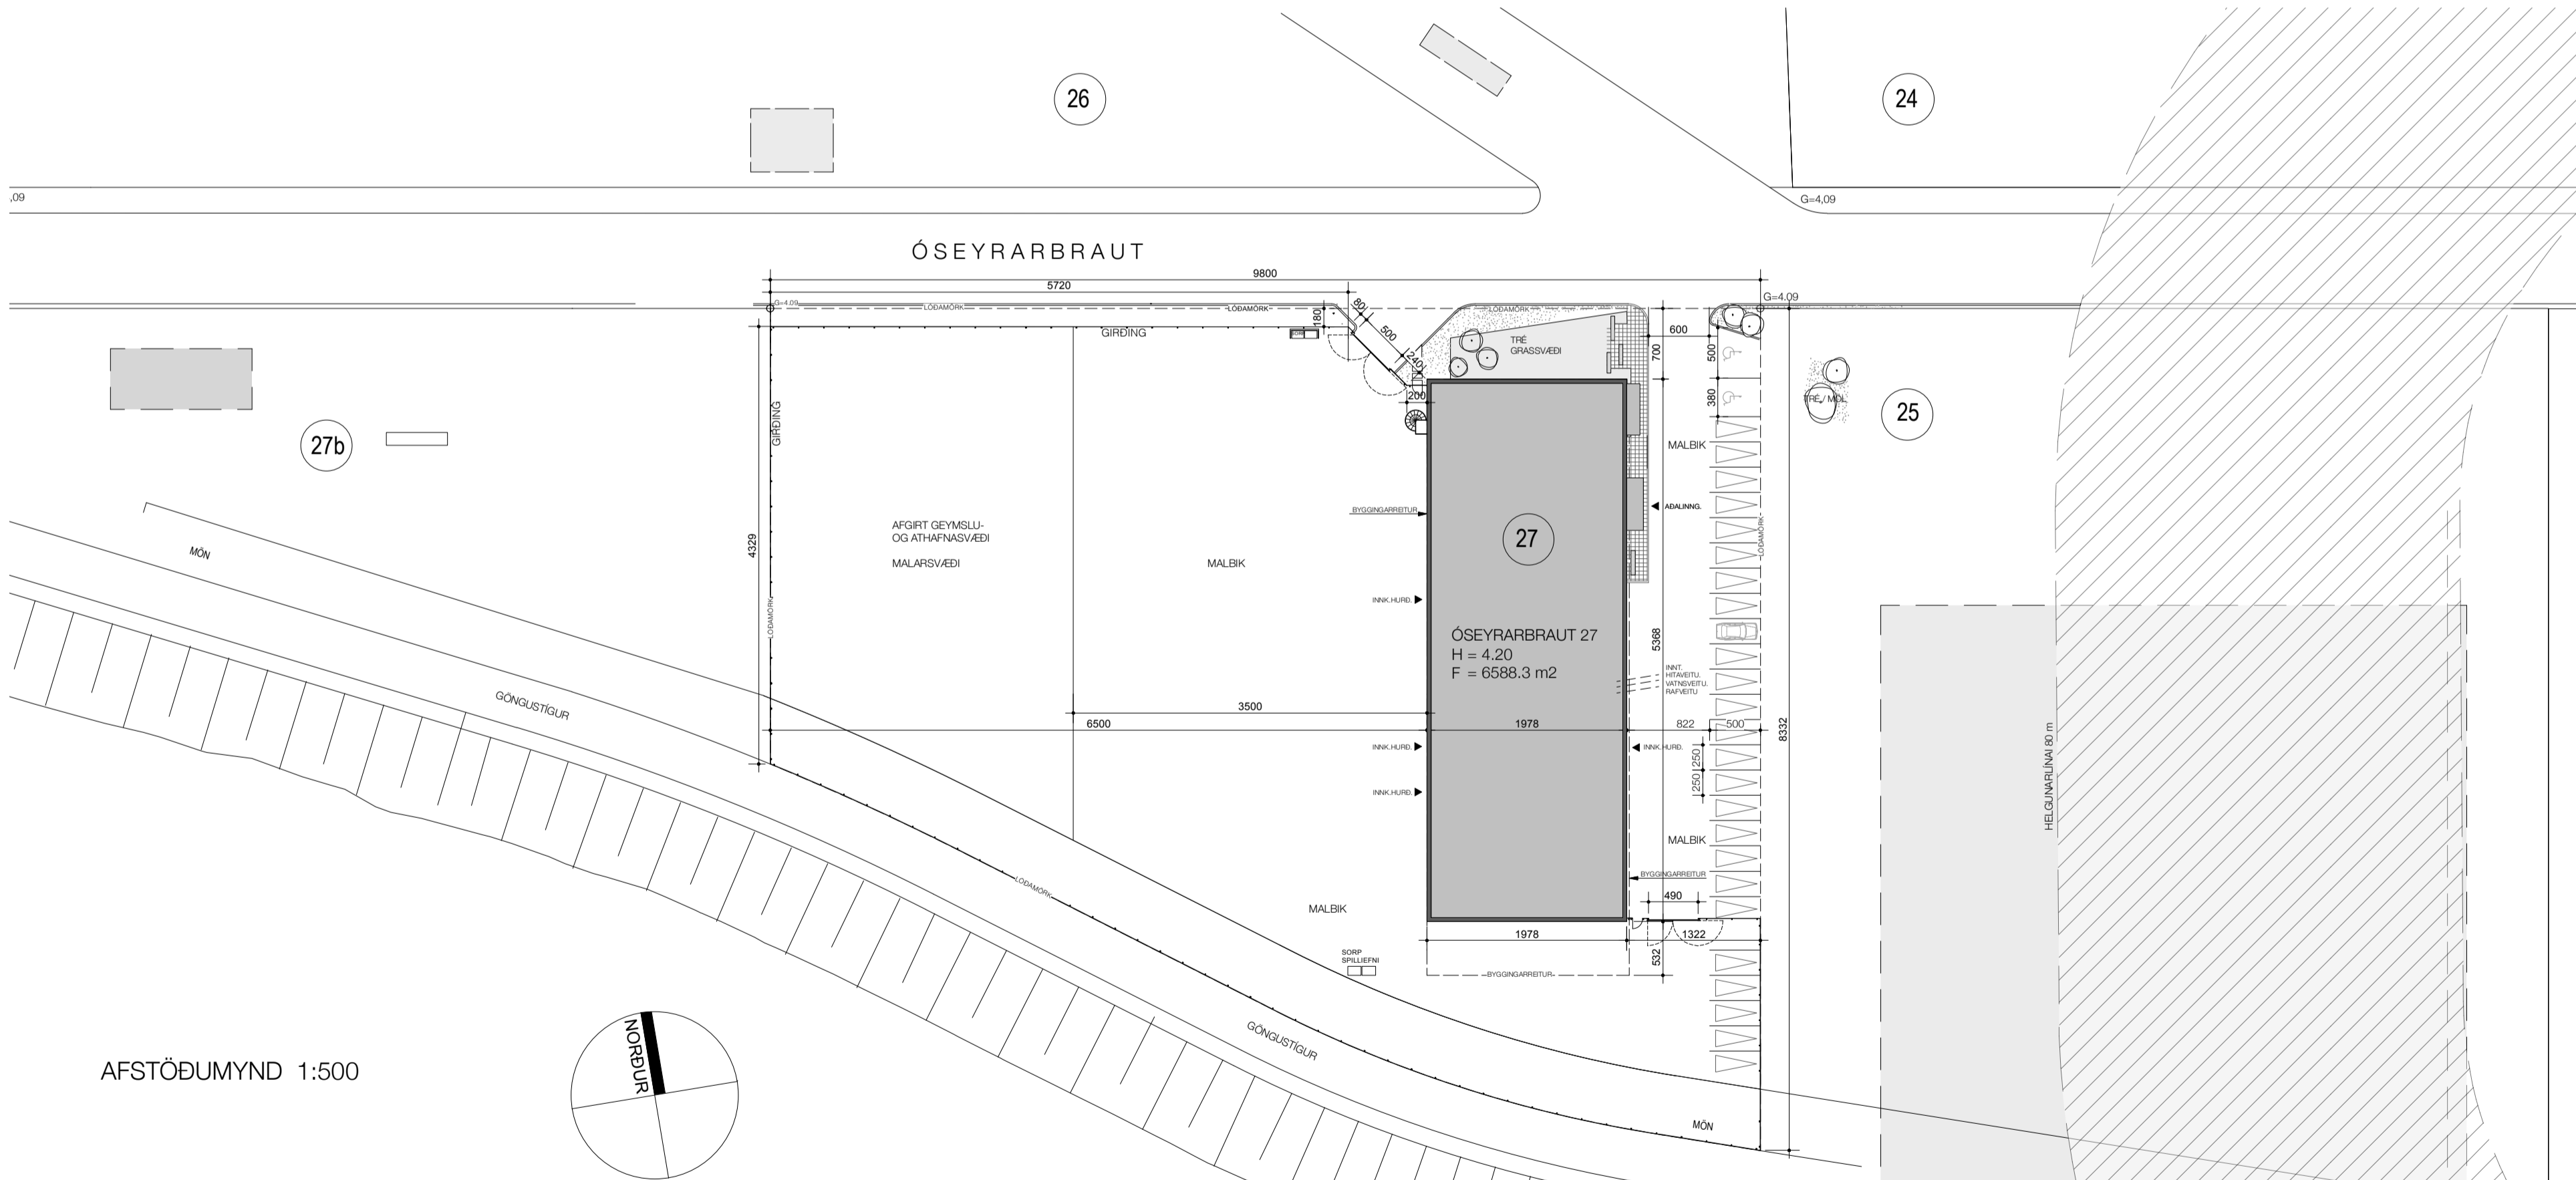 26
24
,09
G=4,09
ÓSEYRARBRAUT
9800
5720
G=4.09
LÓÐAMÖRK
LÓÐAMÖRK
LÓÐAMÖRK
G=4.09
180
80
500
240
GIRÐING
SORP
TRÉ
GRASSVÆÐI
600
700
500
380
200
GIRÐING
27b
TRÉ / MÖL
25
MALBIK
BYGGINGARREITUR
AÐALINNG.
AFGIRT GEYMSLU-
OG ATHAFNASVÆÐI
MALARSVÆÐI
MALBIK
27
LÓÐAMÖRK
4329
MÖN
INNK.HURÐ.
LÓÐAMÖRK
ÓSEYRARBRAUT 27
H = 4.20
F = 6588.3 m2
5368
INNT.
HITAVEITU.
VATNSVEITU.
RAFVEITU
GÖNGUSTÍGUR
3500
6500
1978
822
500
8332
INNK.HURÐ.
INNK.HURÐ.
250
250
INNK.HURÐ.
HELGUNARLÍNAI 80 m
MALBIK
BYGGINGARREITUR
LÓÐAMÖRK
490
MALBIK
1978
1322
532
SORP
SPILLIEFNI
BYGGINGARREITUR
GÖNGUSTÍGUR
NORÐUR
AFSTÖÐUMYND 1:500
MÖN